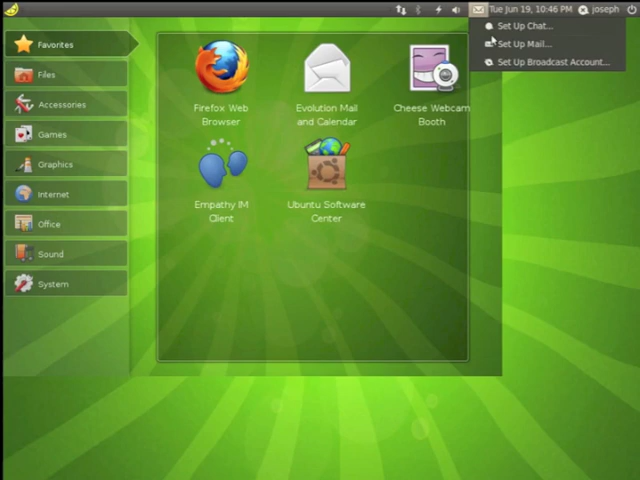 Tue Jun 19, 10:46 PM joseph
Set Up Chat...
Set Up Mail...
Set Up Broadcast Account...
Favorites
Files
Accessories
Games
Graphics
Internet
Office
Sound
System
Firefox Web
Browser
Evolution Mail
and Calendar
Cheese Webcam
Booth
Empathy IM
Client
Ubuntu Software
Center